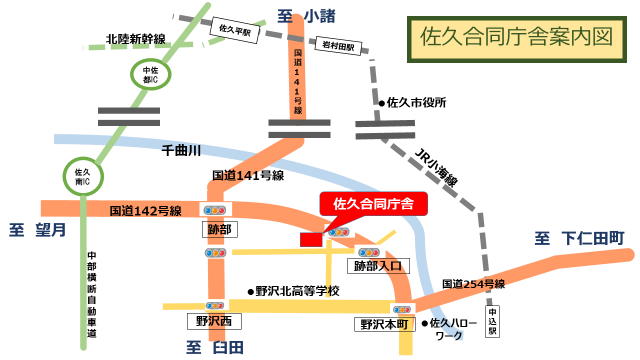 至 小諸
佐久合同庁舎案内図
北陸新幹線
佐久平駅
岩村田駅
国道141号線
中佐
都IC
佐久市役所
千曲川
JR小海線
佐久
南IC
国道141号線
佐久合同庁舎
国道142号線
至 望月
跡部
至 下仁田町
跡部入口
中部横断自動車道
国道254号線
野沢北高等学校
中込駅
野沢西
野沢本町
佐久ハロー
ワーク
至 臼田